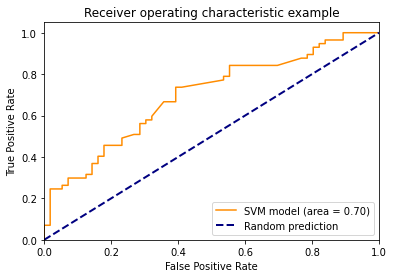 Receiver operating characteristic example
True Positive Rate
1.0
0.8
0.6
0.4
0.2
0.0
SVM model (area = 0.70)
Random prediction
0.0 0.2 0.4 0.6 0.8 1.0
False Positive Rate